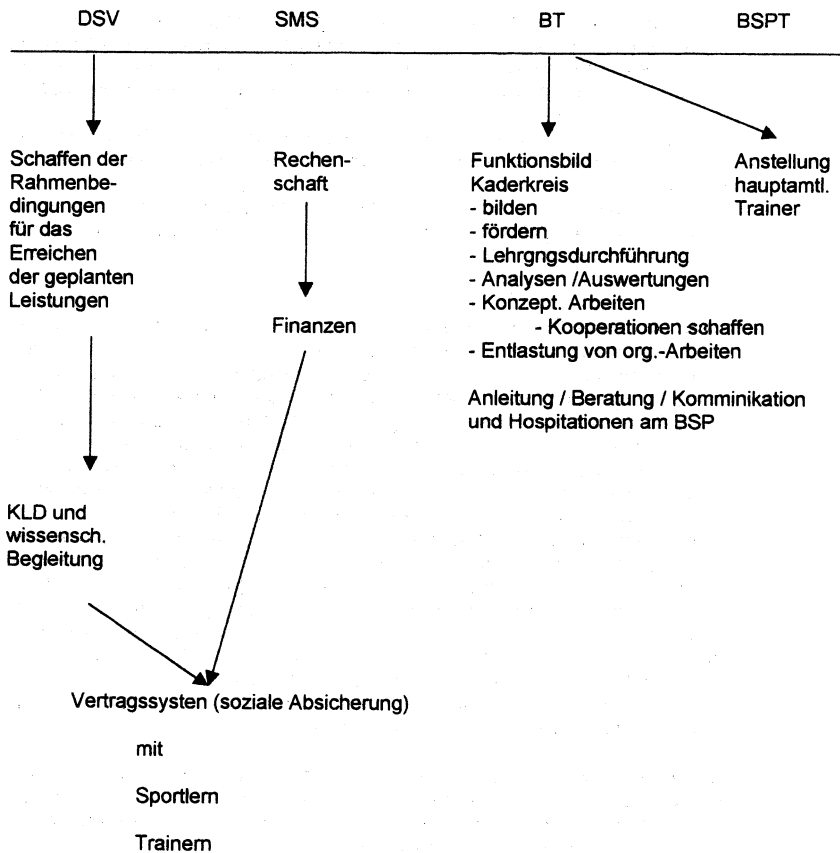 DSV SMS BT BSPT
Schaffen der
Rahmenbe-
dingungen
für das
Erreichen
der geplanten
Leistungen
KLD und
wissensch.
Begleitung
Rechen-
schaft
Finanzen
Funktionsbild
Kaderkreis
- bilden
- fördern
- Lehrgngsdurchführung
- Analysen /Auswertungen
- Konzept. Arbeiten
- Kooperationen schaffen
- Entlastung von org.-Arbeiten
Anleitung / Beratung / Komminikation
und Hospitationen am BSP
Anstellung
hauptamtl.
Trainer
Vertragssysten (soziale Absicherung)
mit
Sportlern
Trainern